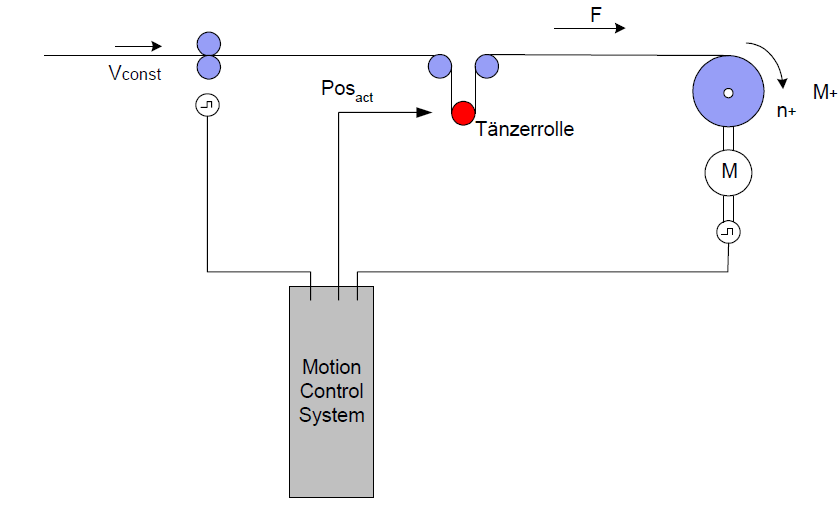 F
Vconst
Posact
Tänzerrolle
M+
n+
M
Motion
Control
System